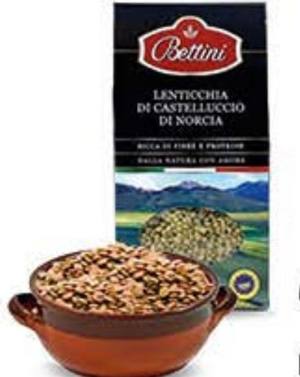 Bettini
LENTICCHIA
DI CASTELLUCCIO
DI NORCIA
RICCA DI FIBRE E PROTEINE
DALLA NATURA CON AMORE